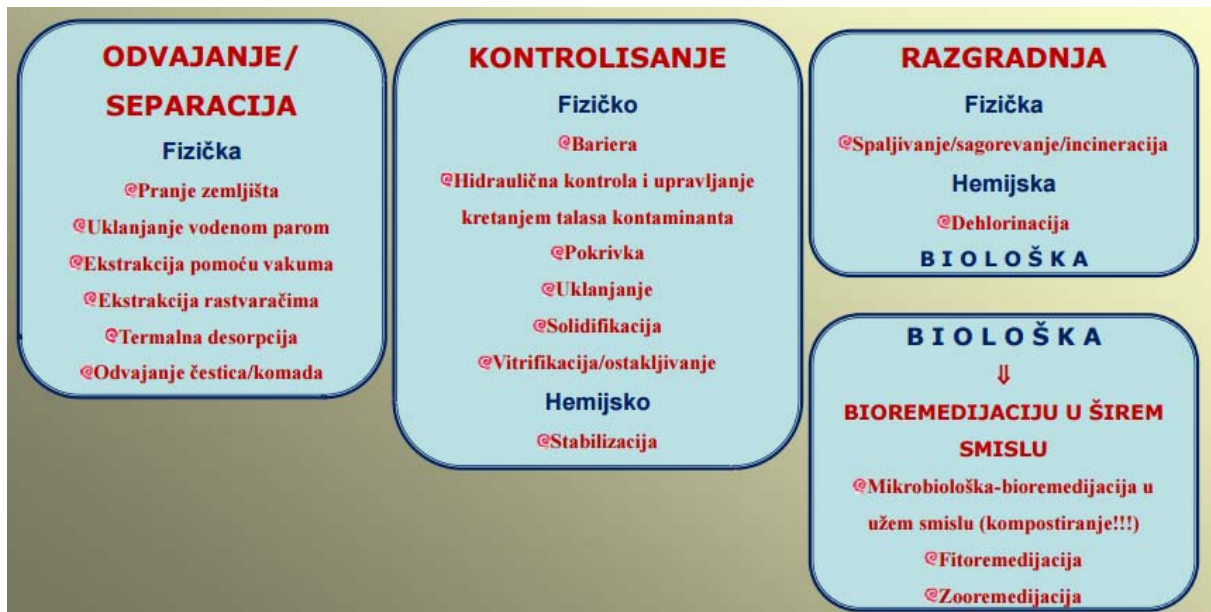 ODVAJANJE/
SEPARACIJA
Fizička
Pranje zemljišta
Uklanjanje vodenom parom
Ekstrakcija pomoću vakuma
Ekstrakcija rastvaračima
Termalna desorpcija
Odvajanje čestica/komada
KONTROLISANJE
Fizičko
Bariera
Hidraulična kontrola i upravljanje
kretanjem talasa kontaminanta
Pokrivka
Uklanjanje
Solidifikacija
Vitrifikacija/ostakljivanje
Hemijsko
Stabilizacija
RAZGRADNJA
Fizička
Spaljivanje/sagorevanje/incineracija
Hemijska
Dehlorinacija
B I O L O Š K A
B I O L O Š K A
⇓
BIOREMEDIJACIJU U ŠIREM
SMISLU
Mikrobiološka-bioremedijacija u
užem smislu (kompostiranje!!!)
Fitoremedijacija
Zooremedijacija